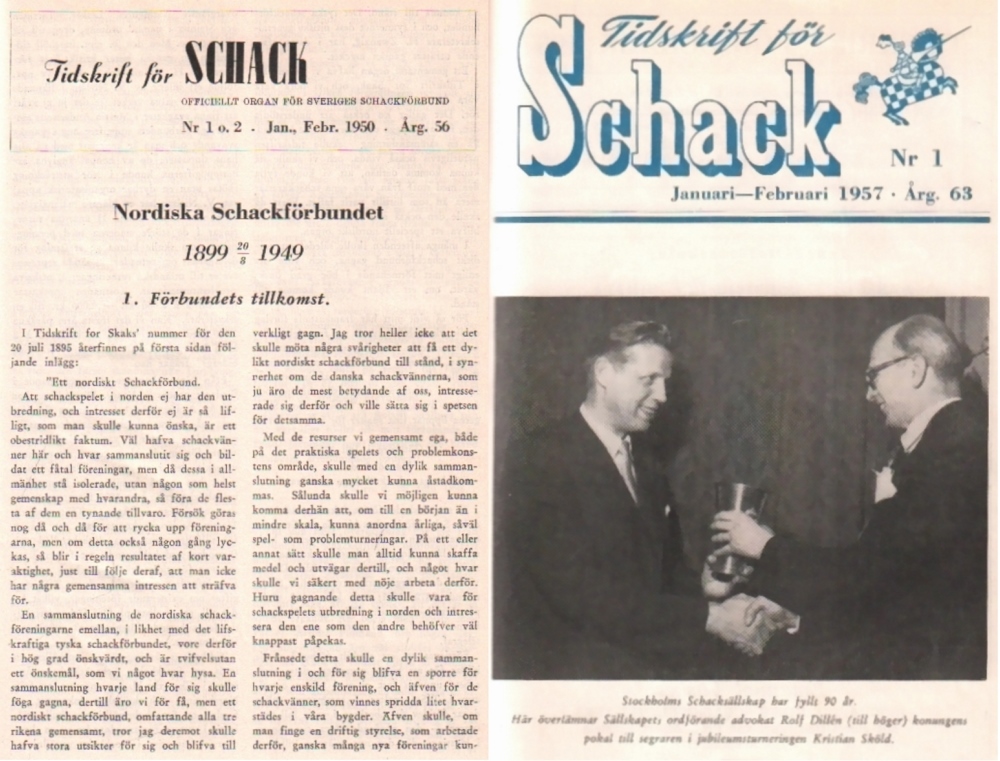 Tidskrift för SCHACK
OFFICIELLT ORGAN FÖR SVERIGES SCHACKFÖRBUND
Nr 1 o. 2 . Jan., Febr. 1950 . Årg. 56
Nordiska Schackförbundet
1899 20/8 1949
1. Förbundets tillkomst.
I Tidskrift for Skaks' nummer för den
20 juli 1895 återfinnes på första sidan föl-
jande inlägg:
"Ett nordiskt Schackförbund.
Att schackspelet i norden ej har den ut-
bredning, och intresset derför ej är så lif-
ligt, som man skulle kunna önska, är ett
obestridlikt faktum. Väl hafva schackvän-
ner här och hvar sammanslutit sig och bil-
dat ett fåtal föreningar, men då dessa i all-
mänhet stå isolerade, utan någon som helst
gemenskap med hvarandra, så föra de fles-
ta af dem en tynande tillvaro. Försök göras
nog då och då för att rycka upp förening-
arna, men om detta också någon gång lyc-
kas, så blir i regeln resultatet af kort var-
aktighet, just till följe deraf, att man icke
har några gemensamma intressen att sträfva
för.
En sammanslutning de nordiska schack-
föreningarne emellan, i likhet med det lifs-
kraftiga tyska schackförbundet, vore derför
i hög grad önskvärdt, och är tvifvelsutan
ett önskemål, som vi något hvar hysa. En
sammanslutning hvarje land för sig skulle
föga gagna, dertill äro vi för få, men ett
nordiskt schackförbund, omfattande alla tre
rikena gemensamt, tror jag deremot skulle
hafva stora utsikter för sig och blifva till
verkligt gagn. Jag tror heller icke att det
skulle möta några svårigheter att få ett dy-
likt nordiskt schackförbund till stånd, i syn-
nerhet om de danska schackvännerna, som
ju äro de mest betydande af oss, intresse-
rade sig derför och ville sätta sig i spetsen
för detsamma.
Med de resurser vi gemensamt ega, både
på det praktiska spelets och problemkons-
tens område, skulle med en dylik samman-
slutning ganska mycket kunna åstadkom-
mas. Sålunda skulle vi möjligen kunna
komma derhän att, om till en början än i
mindre skala, kunna anordna årliga, såväl
spel- som problemturneringar. På ett eller
annat sätt skulle man alltid kunna skaffa
medel och utvägar dertill, och något hvar
skulle vi säkert med nöje arbeta derför.
Huru gagnande detta skulle vara för
schackspelets utbredning i norden och intres-
sera den ene som den andre behöfver väl
knappast påpekas.
Frånsedt detta skulle en dylik samman-
slutning i och för sig blifva en sporre för
hvarje enskild förening, och äfven för de
schackvänner, som vinnes spridda litet hvar-
städes i våra bygder. Äfven skulle, om
man finge en driftig styrelse, som arbetade
derför, ganska många nya föreningar kun-
Tidskrift för
Schack
Nr 1
Januari—Februari 1957 · Årg. 63
Stockholms Schacksällskap har fyllt 90 år.
Här överlämnar Sällskapets ordförande advokat Rolf Dillén (till höger) konungens
pokal till segraren i jubileumsturneringen Kristian Sköld.